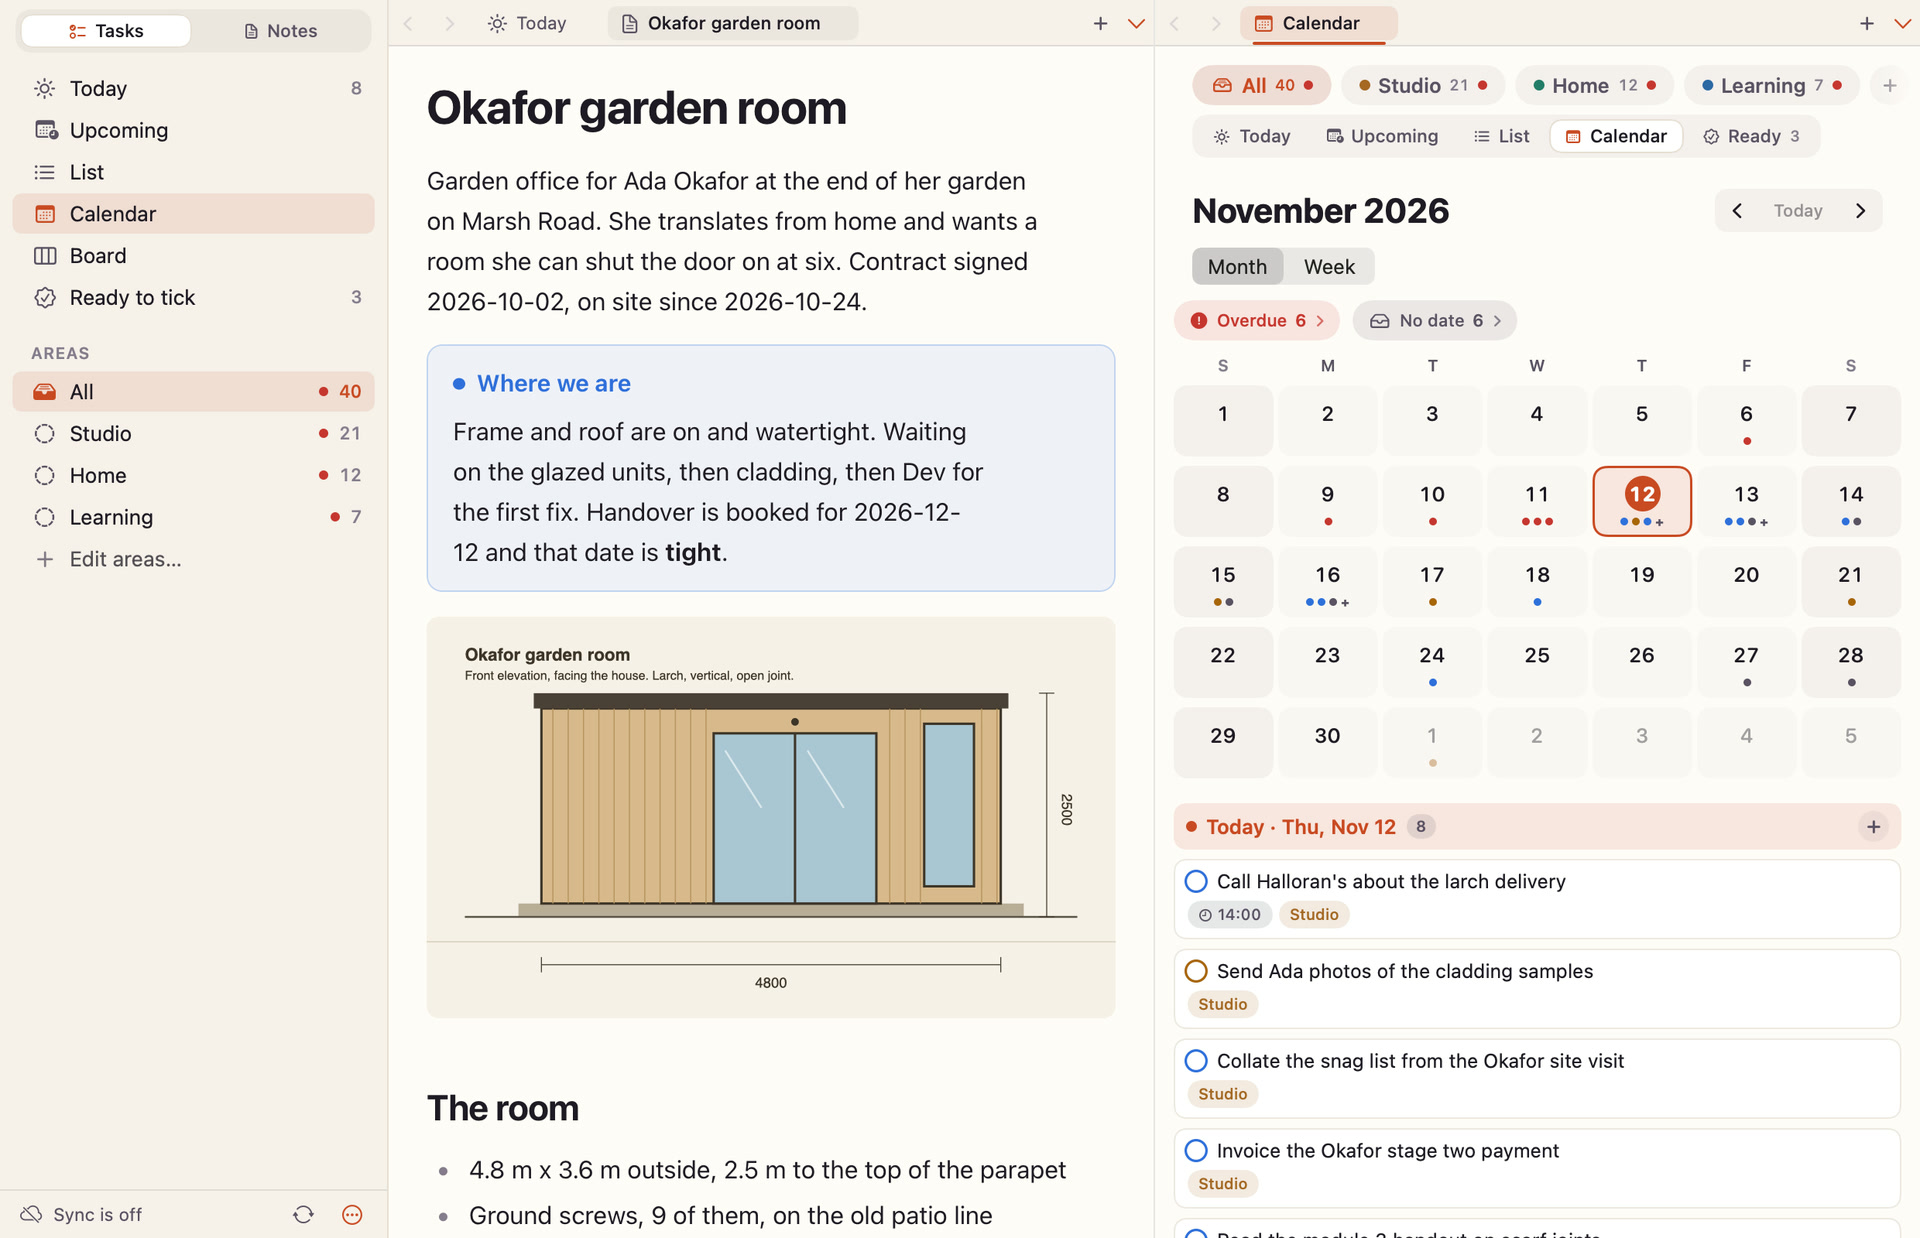 Tasks
Notes
Today 8
Upcoming
List
Calendar
Board
Ready to tick 3
AREAS
All 40
Studio 21
Home 12
Learning 7
Edit areas...
Sync is off
Today
Okafor garden room
Okafor garden room
Garden office for Ada Okafor at the end of her garden
on Marsh Road. She translates from home and wants a
room she can shut the door on at six. Contract signed
2026-10-02, on site since 2026-10-24.
Where we are
Frame and roof are on and watertight. Waiting
on the glazed units, then cladding, then Dev for
the first fix. Handover is booked for 2026-12-
12 and that date is tight.
Okafor garden room
Front elevation, facing the house. Larch, vertical, open joint.
2500
4800
The room
4.8 m x 3.6 m outside, 2.5 m to the top of the parapet
Ground screws, 9 of them, on the old patio line
Calendar
All 40
Studio 21
Home 12
Learning 7
Today
Upcoming
List
Calendar
Ready 3
November 2026
Today
Month
Week
Overdue 6
No date 6
S M T W T F S
1 2 3 4 5 6 7
8 9 10 11 12 13 14
15 16 17 18 19 20 21
22 23 24 25 26 27 28
29 30 1 2 3 4 5
Today · Thu, Nov 12 8
Call Halloran's about the larch delivery
14:00 Studio
Send Ada photos of the cladding samples
Studio
Collate the snag list from the Okafor site visit
Studio
Invoice the Okafor stage two payment
Studio